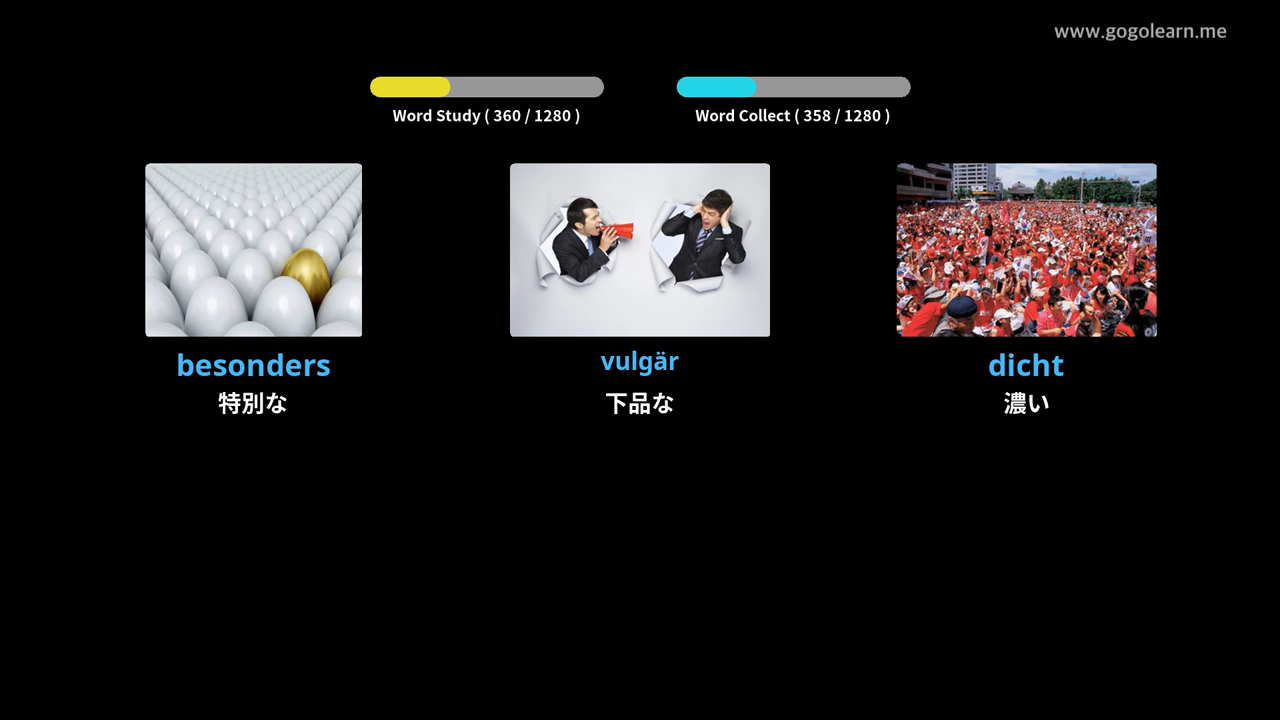 www.gogolearn.me
Word Study ( 360 / 1280 )
Word Collect ( 358 / 1280 )
besonders
特別な
vulgär
下品な
dicht
濃い